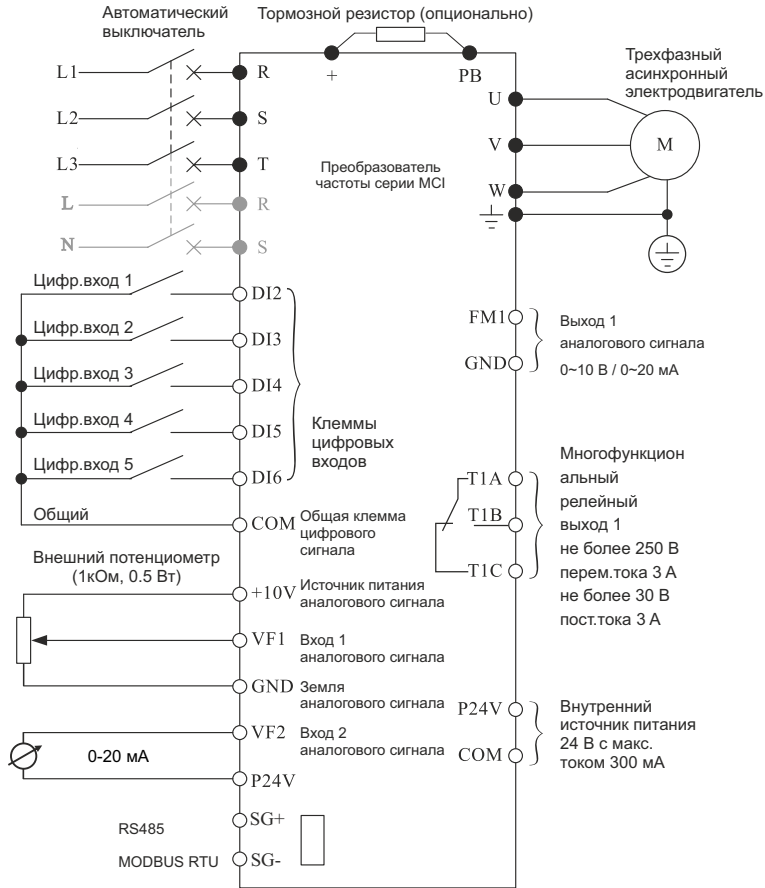 Автоматический
выключатель
Тормозной резистор (опционально)
L1
R
+
PB
Трехфазный
асинхронный
электродвигатель
U
L2
S
V
M
L3
T
Преобразователь
частоты серии MCI
W
L
R
N
S
Цифр.вход 1
DI2
Цифр.вход 2
DI3
Цифр.вход 3
DI4
Цифр.вход 4
DI5
Цифр.вход 5
DI6
Клеммы
цифровых
входов
Общий
COM
Общая клемма
цифрового
сигнала
FM1
GND
Выход 1
аналогового сигнала
0~10 В / 0~20 мА
T1A
T1B
T1C
Многофункцион
альный
релейный
выход 1
не более 250 В
перем.тока 3 А
не более 30 В
пост.тока 3 А
Внешний потенциометр
(1кОм, 0.5 Вт)
+10V
Источник питания
аналогового сигнала
VF1
Вход 1
аналогового сигнала
GND
Земля
аналогового сигнала
VF2
Вход 2
аналогового сигнала
0-20 мА
P24V
P24V
COM
Внутренний
источник питания
24 В с макс.
током 300 мА
RS485
MODBUS RTU
SG+
SG-